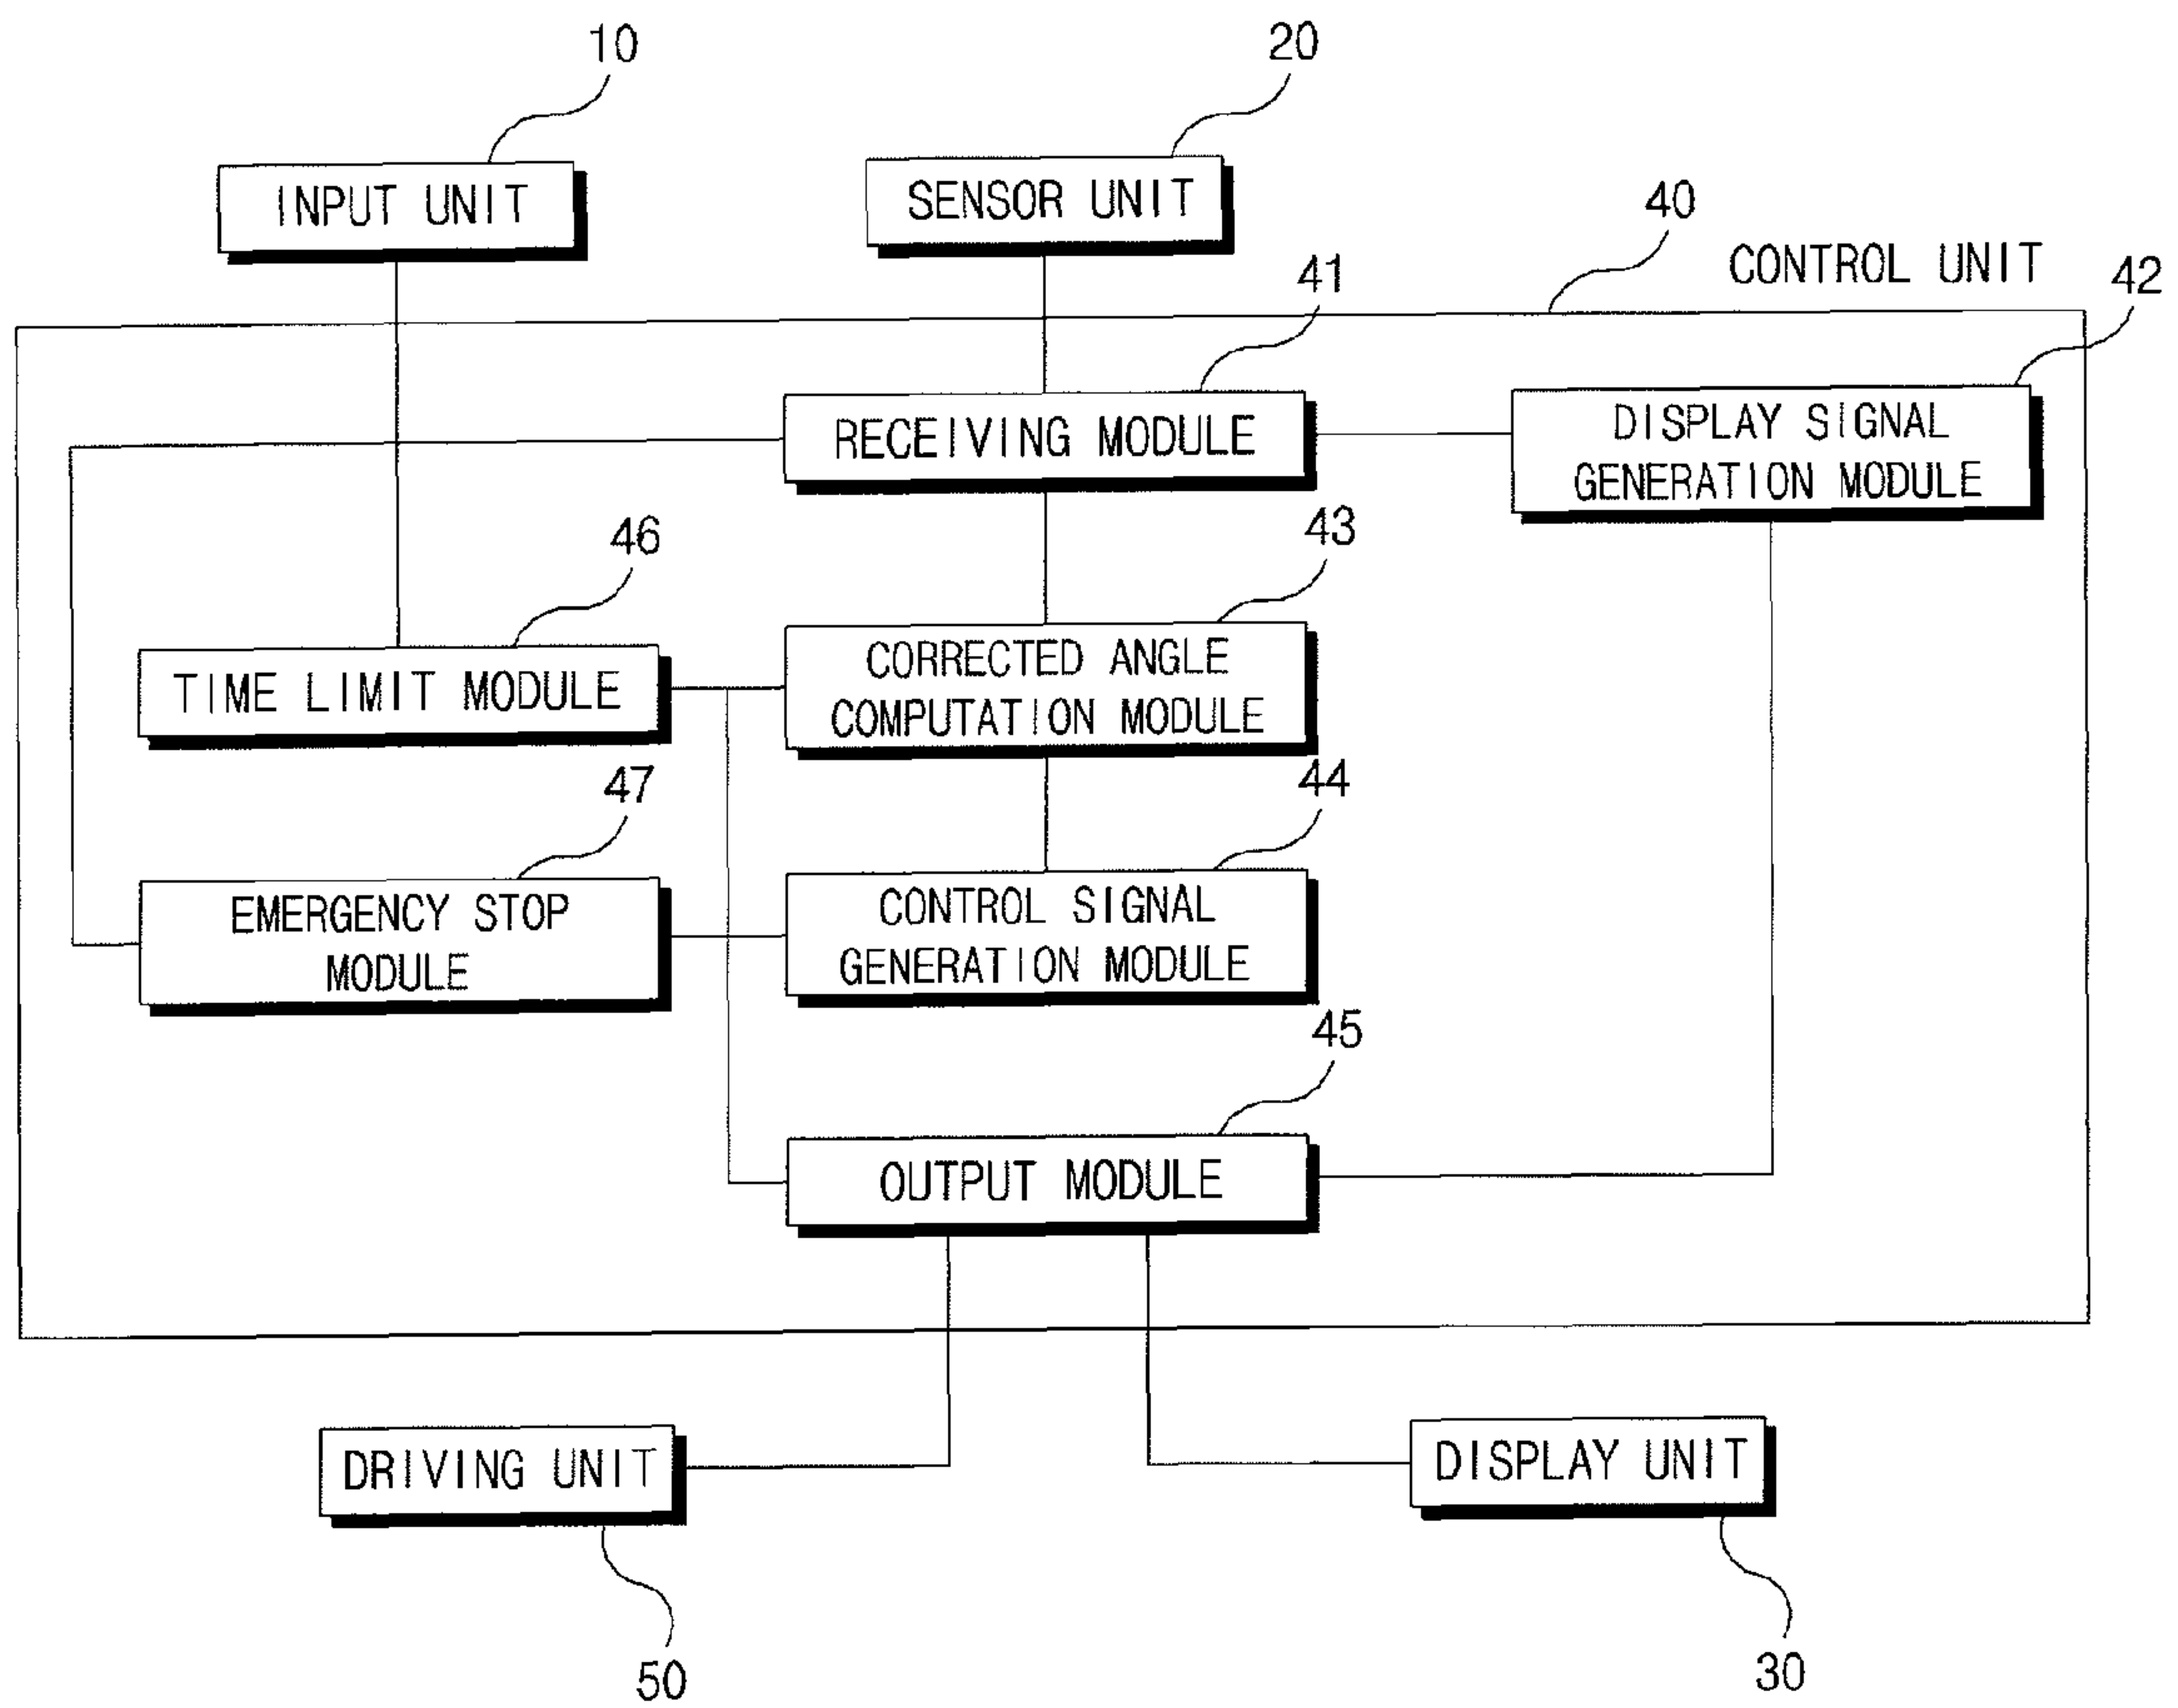 10
20
INPUT UNIT
SENSOR UNIT
40
CONTROL UNIT
41
42
RECEIVING MODULE
DISPLAY SIGNAL
GENERATION MODULE
46
43
TIME LIMIT MODULE
CORRECTED ANGLE
COMPUTATION MODULE
47
44
EMERGENCY STOP
MODULE
CONTROL SIGNAL
GENERATION MODULE
45
OUTPUT MODULE
DRIVING UNIT
DISPLAY UNIT
50
30